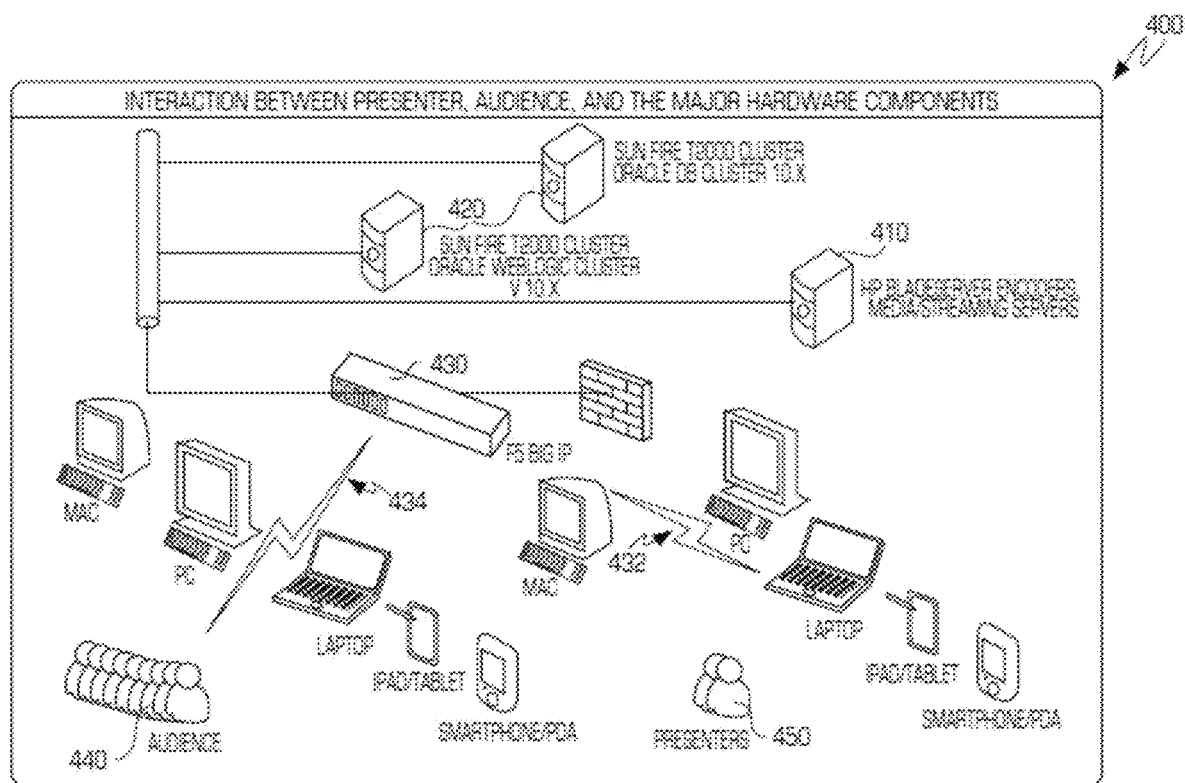 400
INTERACTION BETWEEN PRESENTER, AUDIENCE, AND THE MAJOR HARDWARE COMPONENTS
SUN FIRE T2000 CLUSTER
ORACLE DB CLUSTER 10.X
420
SUN FIRE T2000 CLUSTER
ORACLE WEBLOGIC CLUSTER
V 10.X
410
HP BLADESERVER ENCODERS,
MEDIA/STREAMING SERVERS
430
F5 BIG IP
MAC
434
PC
432
PC
MAC
LAPTOP
LAPTOP
IPAD/TABLET
IPAD/TABLET
SMARTPHONE/PDA
SMARTPHONE/PDA
440
AUDIENCE
PRESENTERS
450